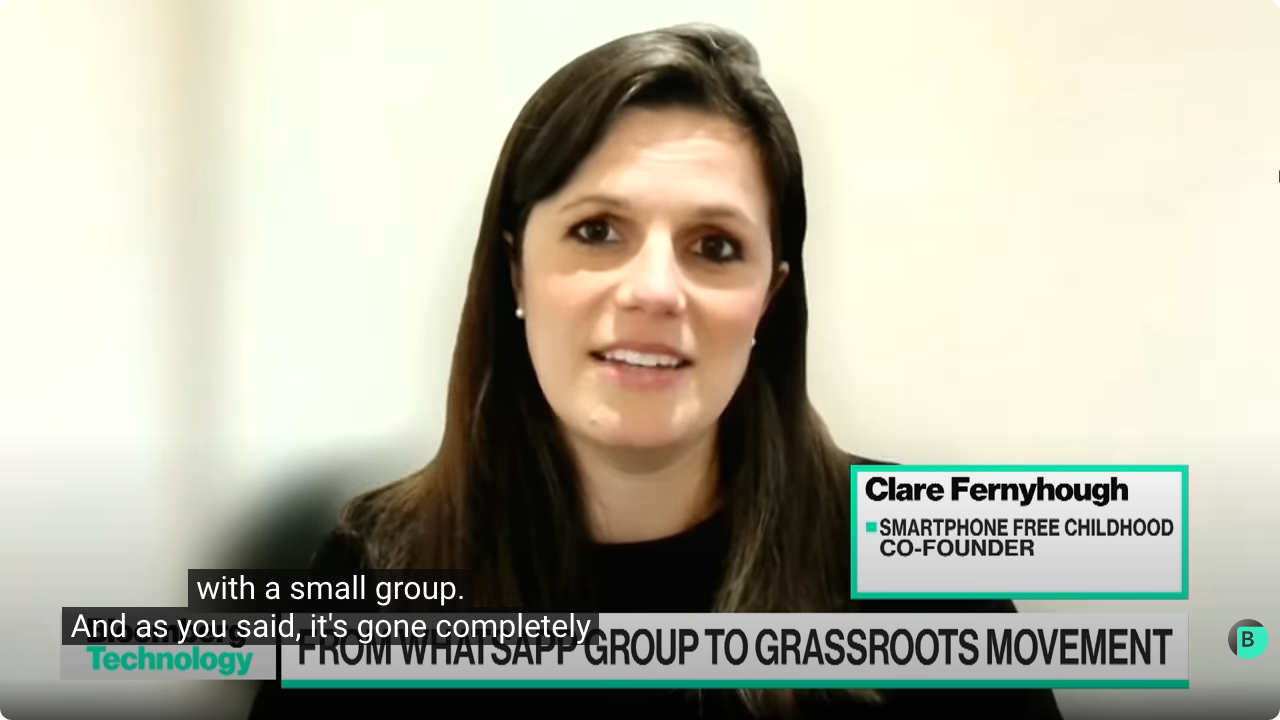 Clare Fernyhough
SMARTPHONE FREE CHILDHOOD
CO-FOUNDER
with a small group.
And as you said, it's gone completely
Bloomberg
Technology
FROM WHATSAPP GROUP TO GRASSROOTS MOVEMENT
B